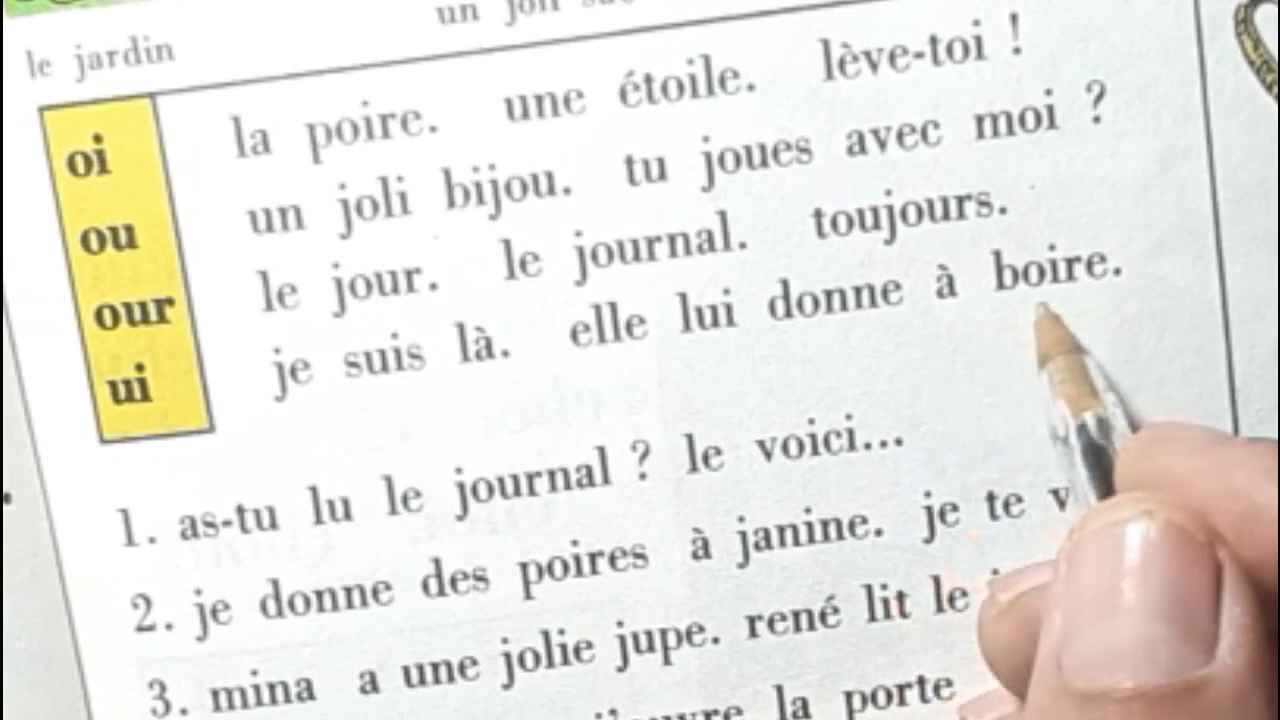 le jardin
un joli
oi la poire. une étoile. lève-toi !
ou un joli bijou. tu joues avec moi ?
our le jour. le journal. toujours.
ui je suis là. elle lui donne à boire.
1. as-tu lu le journal ? le voici...
2. je donne des poires à janine. je te
3. mina a une jolie jupe. rené lit le
la porte